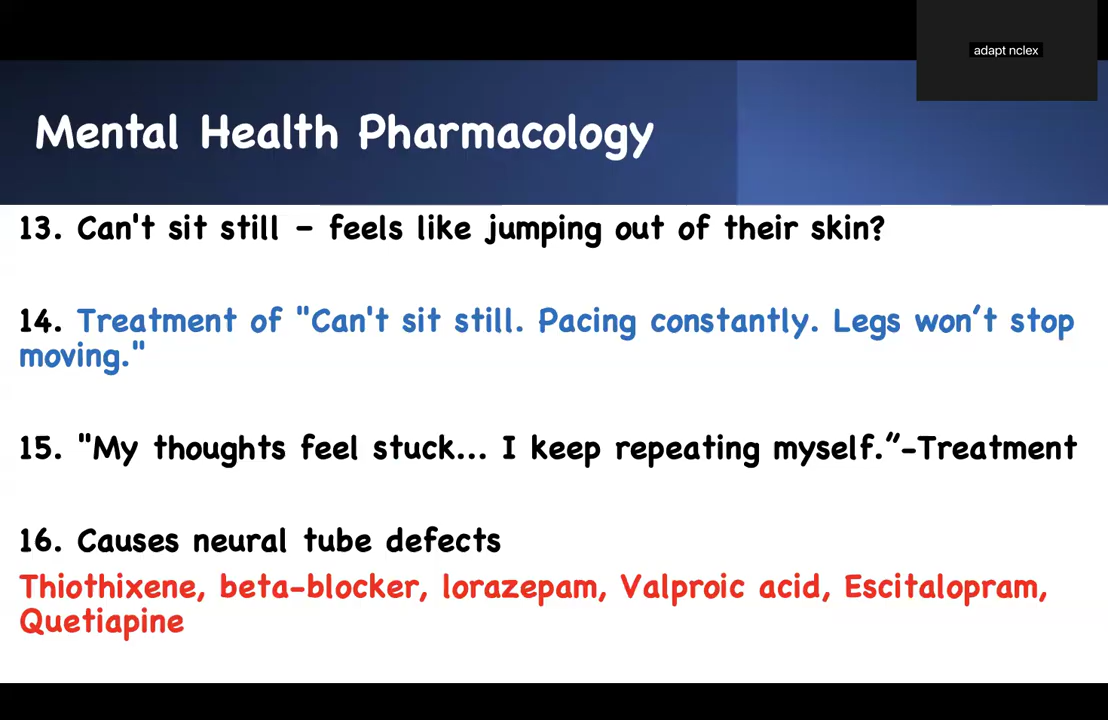 adapt nclex
Mental Health Pharmacology
13. Can't sit still – feels like jumping out of their skin?
14. Treatment of "Can't sit still. Pacing constantly. Legs won’t stop
moving."
15. "My thoughts feel stuck... I keep repeating myself.”-Treatment
16. Causes neural tube defects
Thiothixene, beta-blocker, lorazepam, Valproic acid, Escitalopram,
Quetiapine